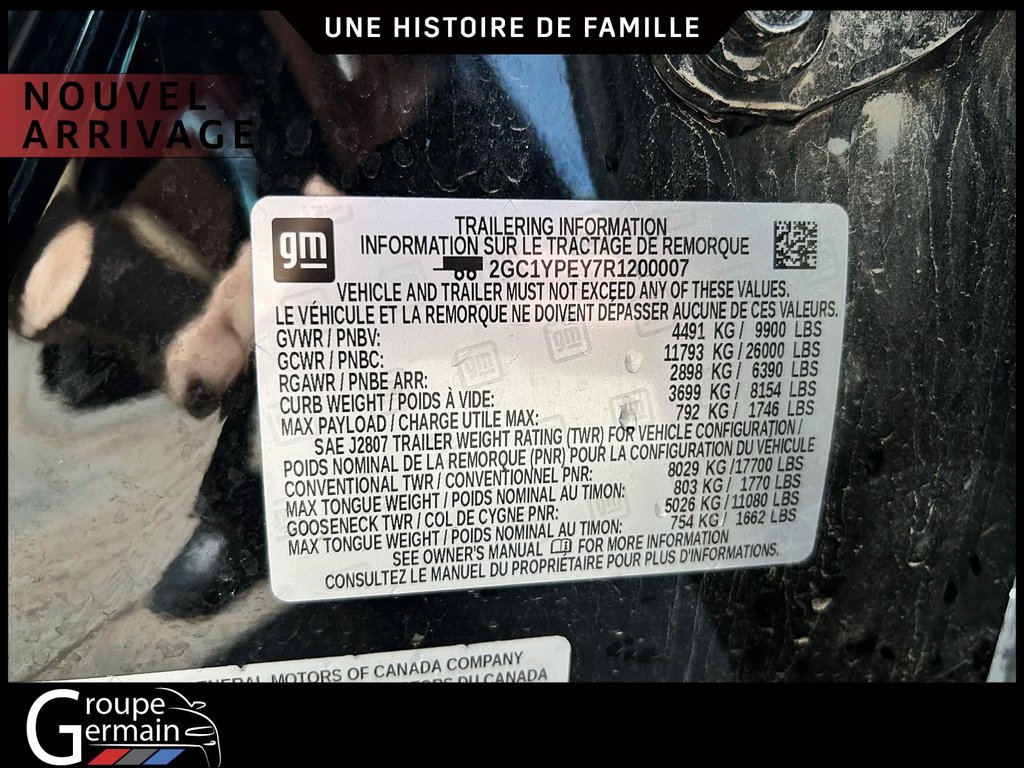 UNE HISTOIRE DE FAMILLE
NOUVEL
ARRIVAGE
gm
TRAILERING INFORMATION
INFORMATION SUR LE TRACTAGE DE REMORQUE
2GC1YPEY7R1200007
VEHICLE AND TRAILER MUST NOT EXCEED ANY OF THESE VALUES.
LE VÉHICULE ET LA REMORQUE NE DOIVENT DÉPASSER AUCUNE DE CES VALEURS.
GVWR / PNBV: 4491 KG / 9900 LBS
GCWR / PNBC: 11793 KG / 26000 LBS
RGAWR / PNBE ARR: 2898 KG / 6390 LBS
CURB WEIGHT / POIDS À VIDE: 3699 KG / 8154 LBS
MAX PAYLOAD / CHARGE UTILE MAX: 792 KG / 1746 LBS
SAE J2807 TRAILER WEIGHT RATING (TWR) FOR VEHICLE CONFIGURATION /
POIDS NOMINAL DE LA REMORQUE (PNR) POUR LA CONFIGURATION DU VÉHICULE
CONVENTIONAL TWR / CONVENTIONNEL PNR: 8029 KG /17700 LBS
MAX TONGUE WEIGHT / POIDS NOMINAL AU TIMON: 803 KG / 1770 LBS
GOOSENECK TWR / COL DE CYGNE PNR: 5026 KG /11080 LBS
MAX TONGUE WEIGHT / POIDS NOMINAL AU TIMON: 754 KG / 1662 LBS
SEE OWNER'S MANUAL FOR MORE INFORMATION
CONSULTEZ LE MANUEL DU PROPRIÉTAIRE POUR PLUS D'INFORMATIONS.
MOTORS OF CANADA COMPANY
DU CANADA
Groupe
Germain